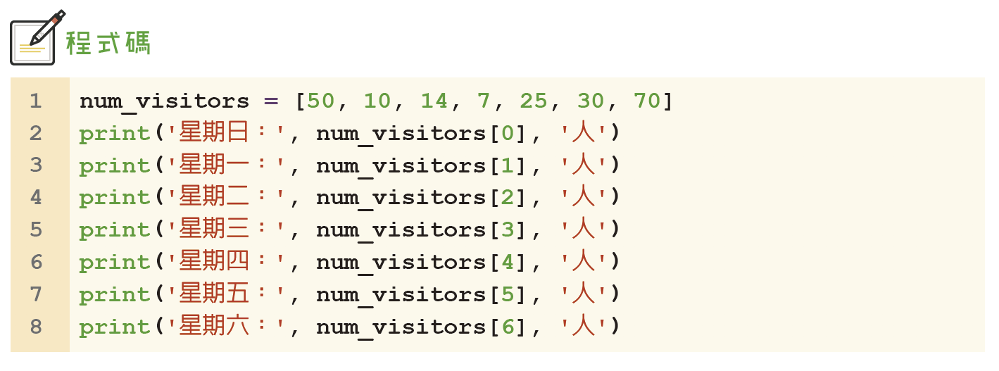 程式碼
1 num_visitors = [50, 10, 14, 7, 25, 30, 70]
2 print('星期日：', num_visitors[0], '人')
3 print('星期一：', num_visitors[1], '人')
4 print('星期二：', num_visitors[2], '人')
5 print('星期三：', num_visitors[3], '人')
6 print('星期四：', num_visitors[4], '人')
7 print('星期五：', num_visitors[5], '人')
8 print('星期六：', num_visitors[6], '人')